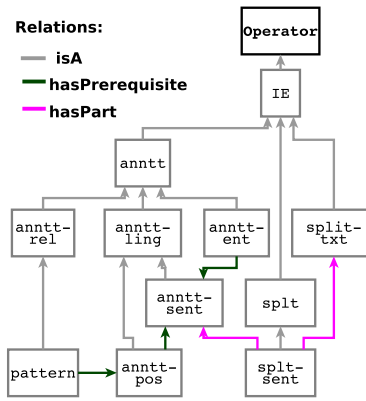 Relations:
isA
hasPrerequisite
hasPart
Operator
IE
anntt
anntt-
rel
anntt-
ling
anntt-
ent
split-
txt
anntt-
sent
splt
pattern
anntt-
pos
splt-
sent